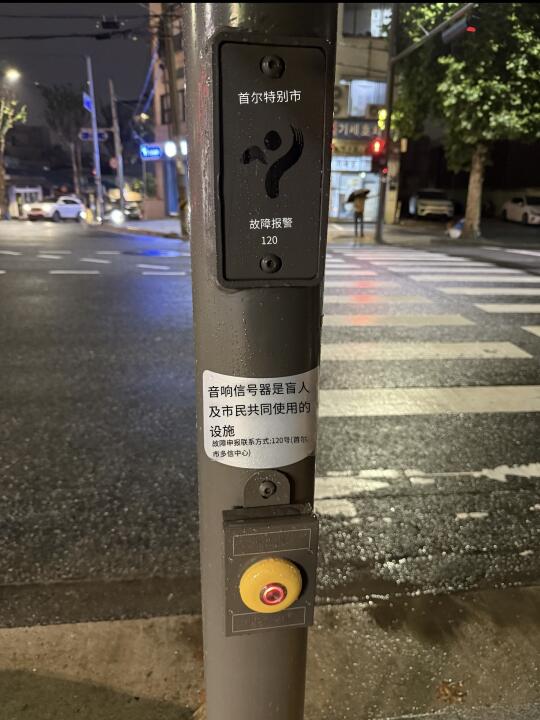 首尔特别市
故障报警
120
音响信号器是盲人
及市民共同使用的
设施
故障申报联系方式:120号(首尔
市多信中心)